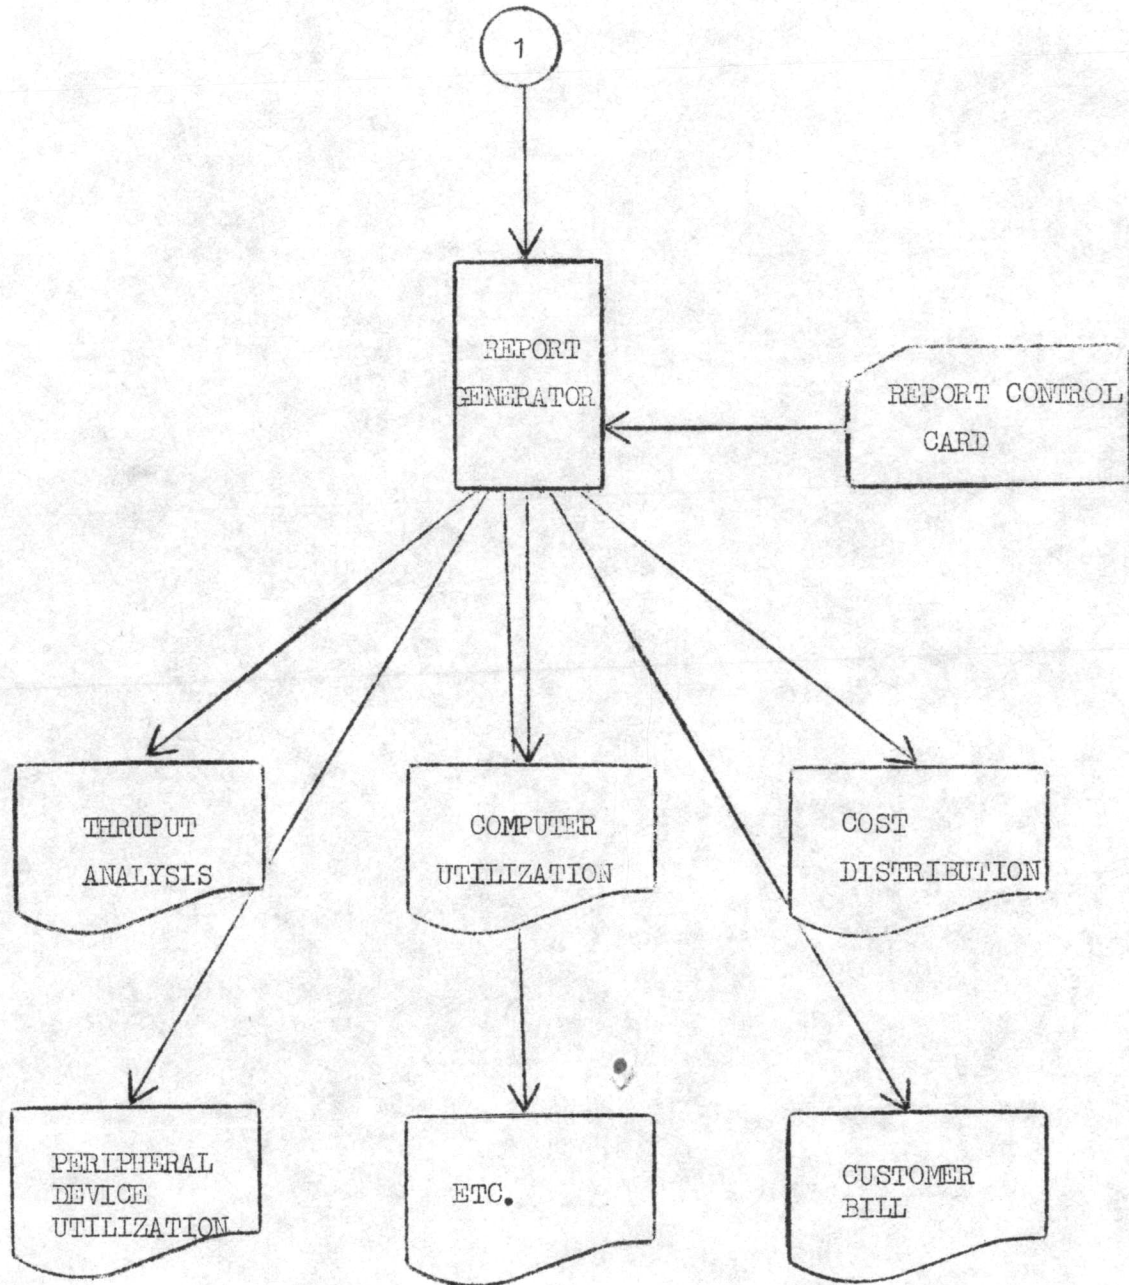 1
REPORT
GENERATOR
REPORT CONTROL
CARD
THRUPUT
ANALYSIS
COMPUTER
UTILIZATION
COST
DISTRIBUTION
PERIPHERAL
DEVICE
UTILIZATION
ETC.
CUSTOMER
BILL